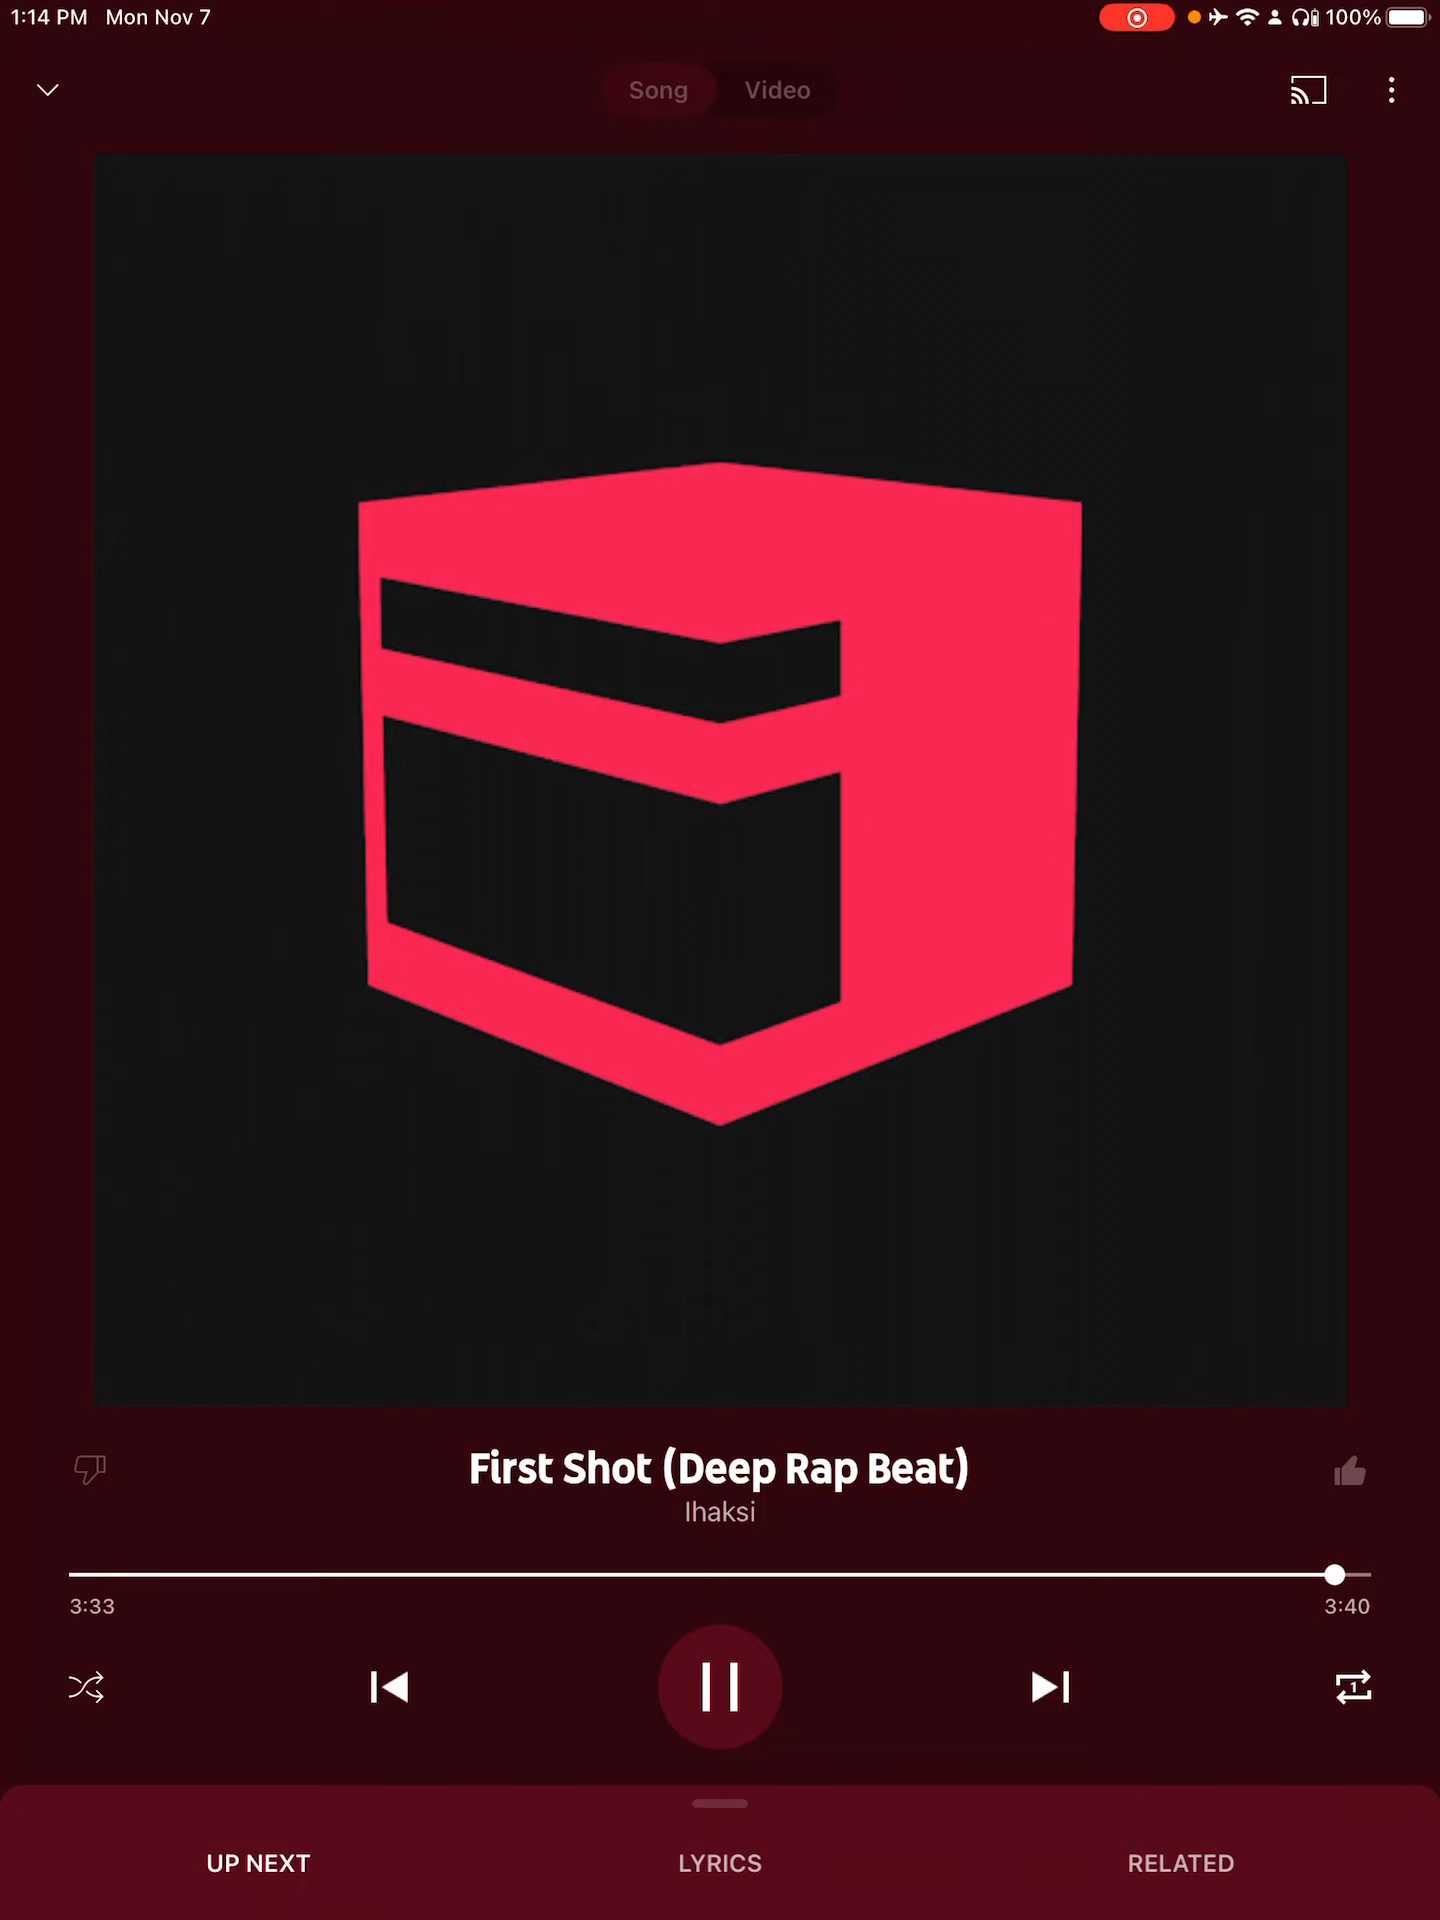 1:14 PM Mon Nov 7
100%
Song Video
First Shot (Deep Rap Beat)
Ihaksi
3:33
3:40
1
UP NEXT
LYRICS
RELATED